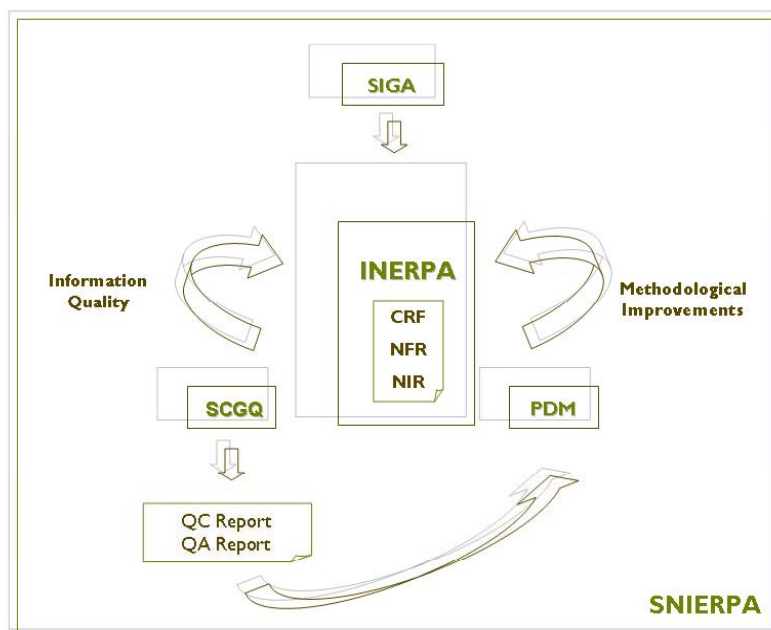 SIGA
INERPA
CRF
NFR
NIR
Information
Quality
Methodological
Improvements
SCGQ
PDM
QC Report
QA Report
SNIERPA